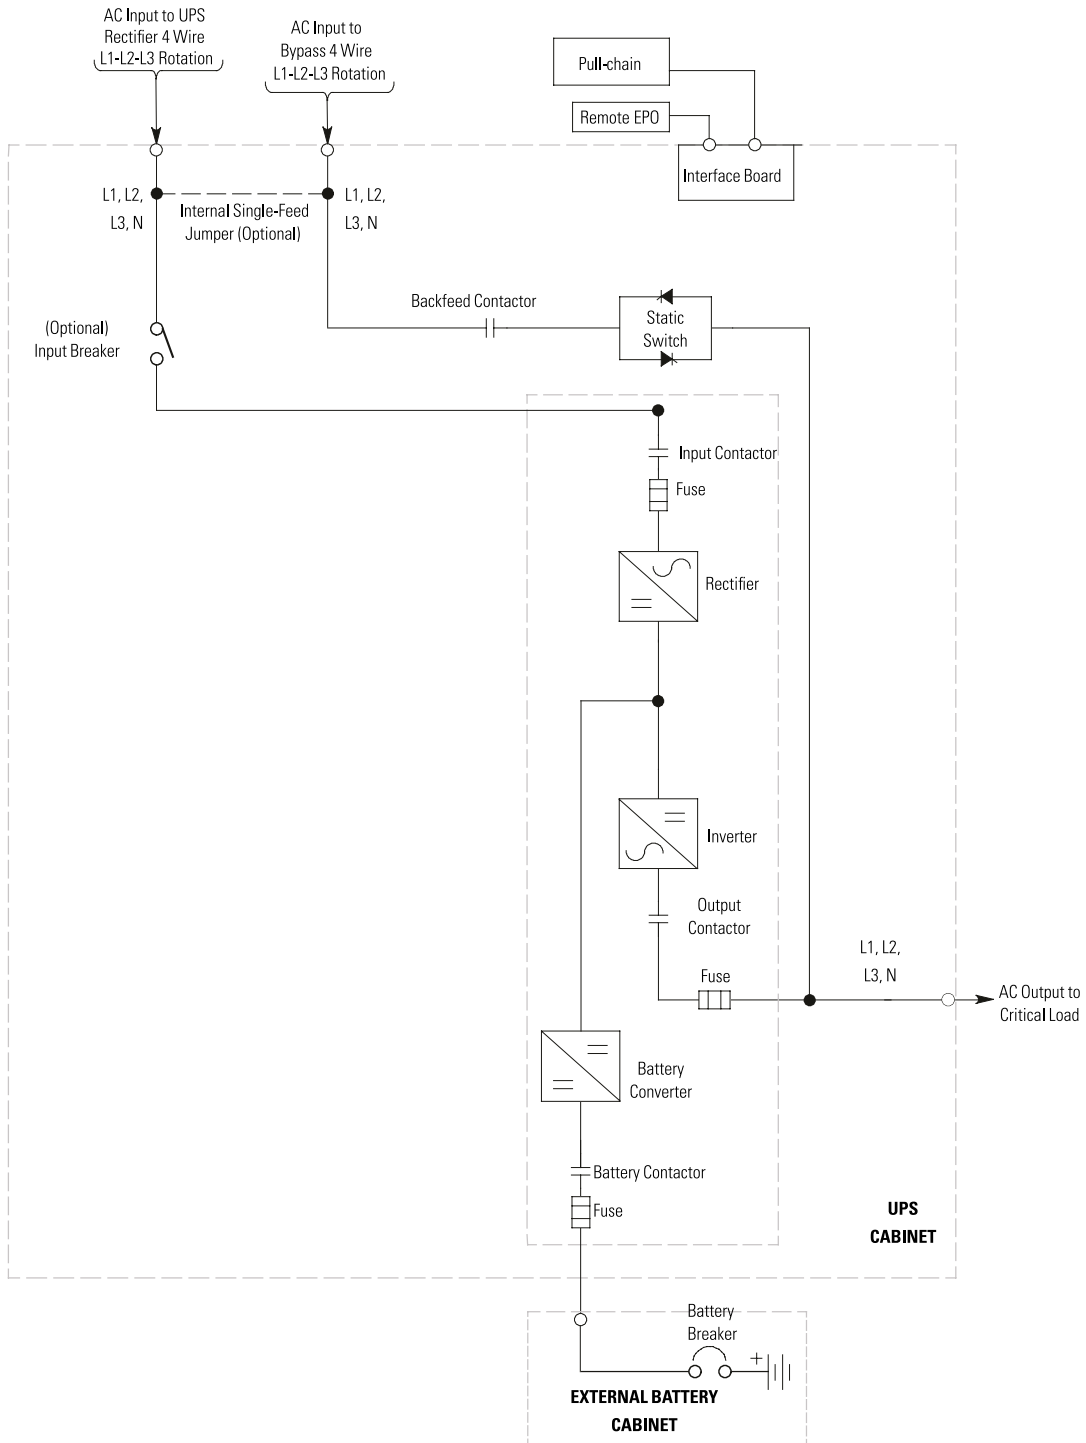 AC Input to UPS
Rectifier 4 Wire
L1-L2-L3 Rotation
AC Input to
Bypass 4 Wire
L1-L2-L3 Rotation
Pull-chain
Remote EPO
Interface Board
L1, L2,
L3, N
Internal Single-Feed
Jumper (Optional)
L1, L2,
L3, N
Backfeed Contactor
Static
Switch
(Optional)
Input Breaker
Input Contactor
Fuse
Rectifier
Inverter
Output
Contactor
Fuse
L1, L2,
L3, N
AC Output to
Critical Load
Battery
Converter
Battery Contactor
Fuse
UPS
CABINET
Battery
Breaker
+
EXTERNAL BATTERY
CABINET